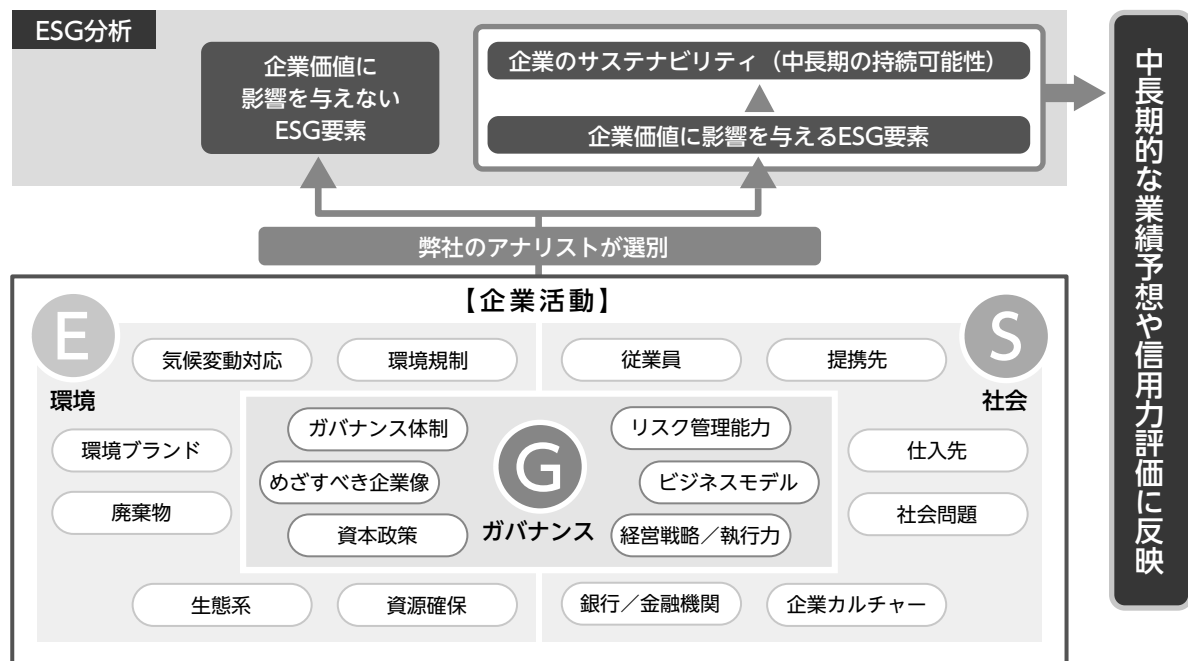 ESG分析
企業価値に
影響を与えない
ESG要素
企業のサステナビリティ（中長期の持続可能性）
企業価値に影響を与えるESG要素
中長期的な業績予想や信用力評価に反映
弊社のアナリストが選別
【企業活動】
E
環境
気候変動対応
環境規制
環境ブランド
廃棄物
生態系
資源確保
S
社会
従業員
提携先
仕入先
社会問題
銀行／金融機関
企業カルチャー
G
ガバナンス
ガバナンス体制
めざすべき企業像
資本政策
リスク管理能力
ビジネスモデル
経営戦略／執行力